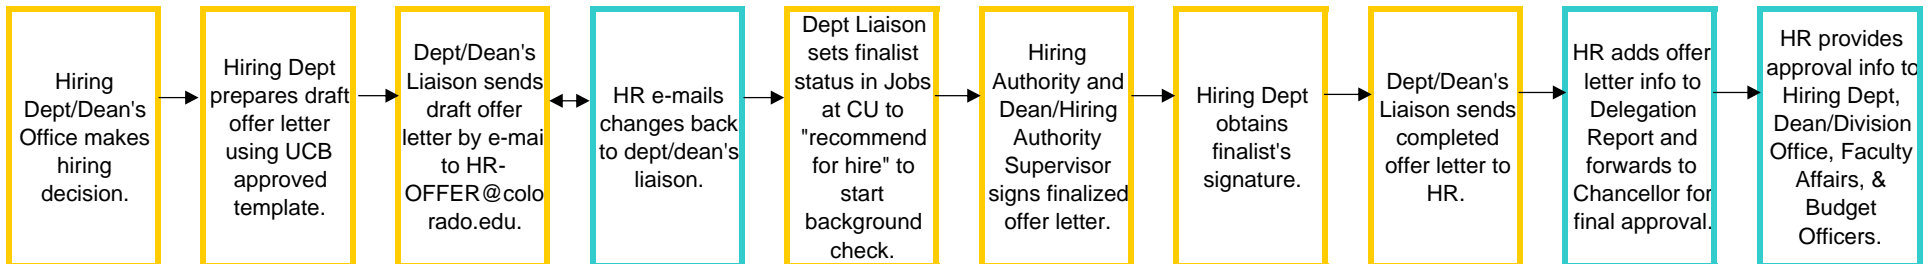 Hiring
Dept/Dean's
Office makes
hiring
decision.
Hiring Dept
prepares draft
offer letter
using UCB
approved
template.
Dept/Dean's
Liaison sends
draft offer
letter by e-mai
to HR-
OFFER@colo
rado.edu.
HR e-mails
changes back
to dept/dean's
liaison.
Dept Liaison
sets finalist
status in Jobs
at CU to
"recommend
for hire" to
start
background
check.
Hiring
Authority and
Dean/Hiring
Authority
Supervisor
signs finalized
offer letter.
Hiring Dept
obtains
finalist's
signature.
Dept/Dean's
Liaison sends
completed
offer letter to
HR.
HR adds offer
letter info to
Delegation
Report and
forwards to
Chancellor for
final approval.
HR provides
approval info to
Hiring Dept,
Dean/Division
Office, Faculty
Affairs, &
Budget
Officers.